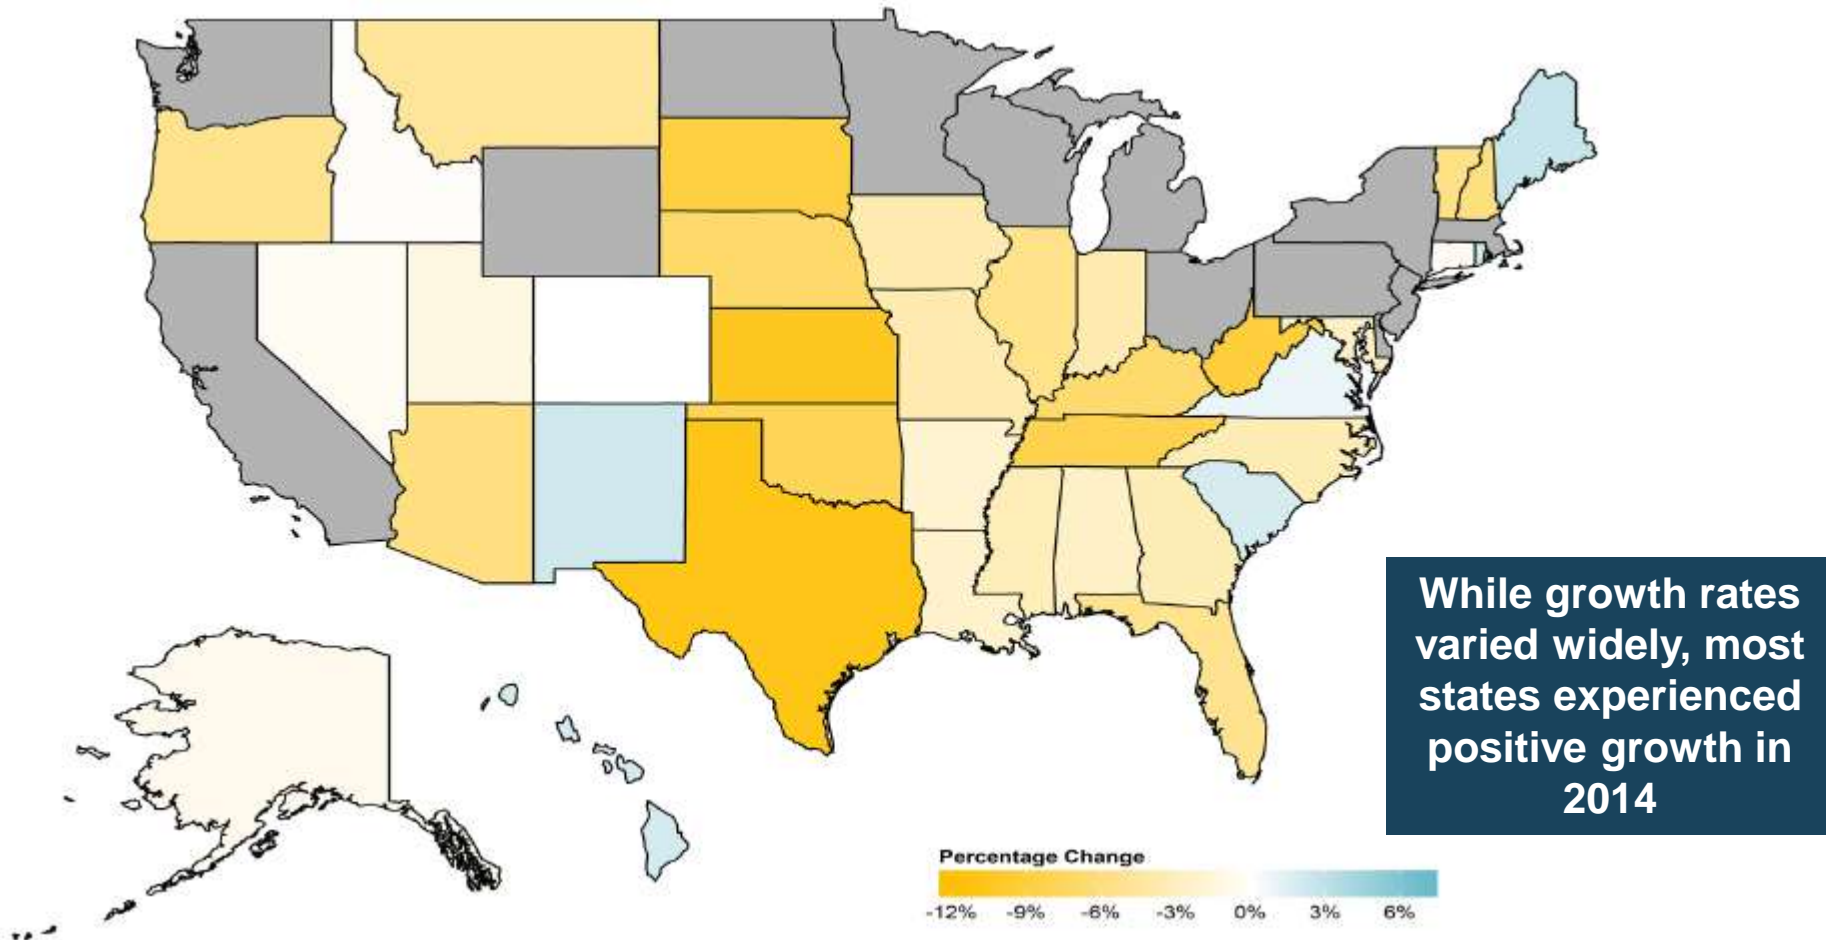 While growth rates
varied widely, most
states experienced
positive growth in
2014
Percentage Change
-12% -9% -6% -3% 0% 3% 6%